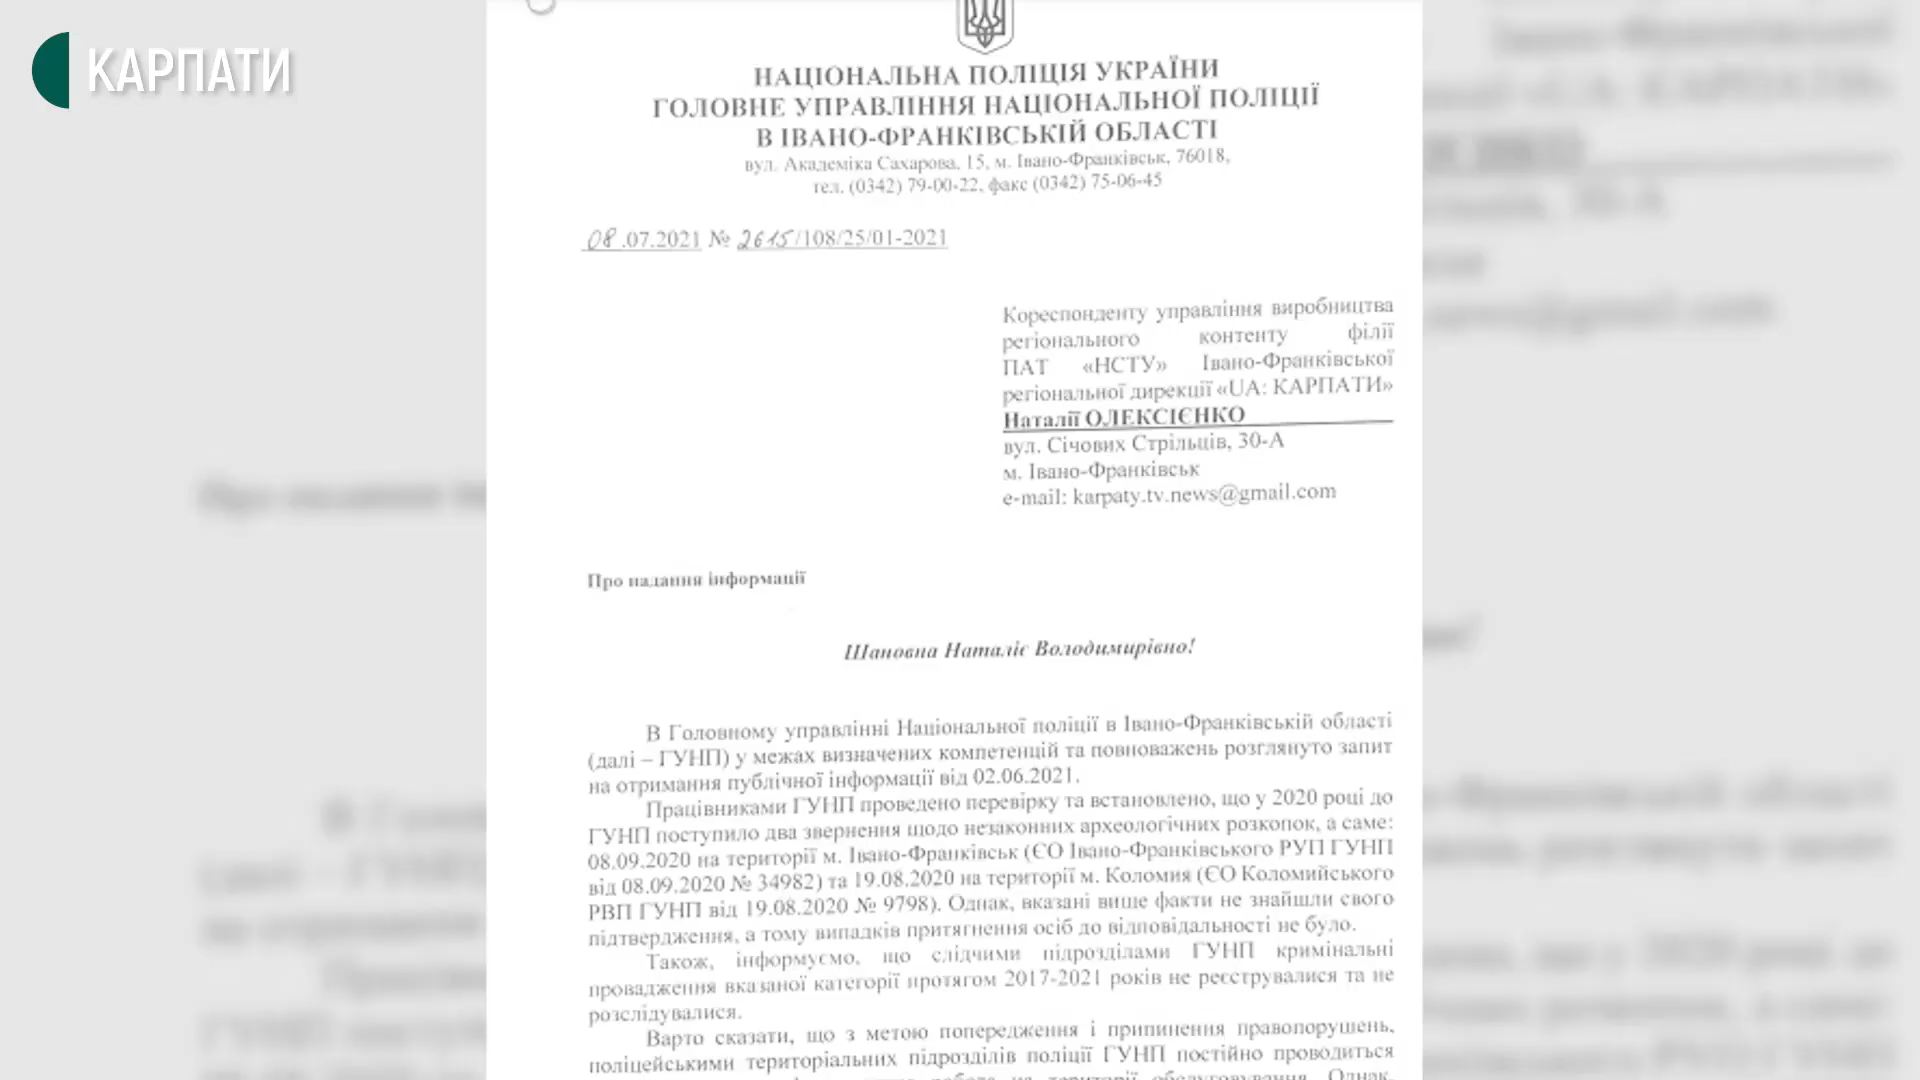 КАРПАТИ
НАЦІОНАЛЬНА ПОЛІЦІЯ УКРАЇНИ
ГОЛОВНЕ УПРАВЛІННЯ НАЦІОНАЛЬНОЇ ПОЛІЦІЇ
В ІВАНО-ФРАНКІВСЬКІЙ ОБЛАСТІ
вул. Академіка Сахарова, 15, м. Івано-Франківськ, 76018,
тел. (0342) 79-00-22, факс (0342) 75-06-45
08.07.2021 № 2615/108/25/01-2021
Кореспонденту управління виробництва
регіонального контенту філії
ПАТ «НСТУ» Івано-Франківської
регіональної дирекції «UA: КАРПАТИ»
Наталії ОЛЕКСІЄНКО
вул. Січових Стрільців, 30-А
м. Івано-Франківськ
e-mail: karpaty.tv.news@gmail.com
Про надання інформації
Шановна Наталіє Володимирівно!
В Головному управлінні Національної поліції в Івано-Франківській області
(далі – ГУНП) у межах визначених компетенцій та повноважень розглянуто запит
на отримання публічної інформації від 02.06.2021.
Працівниками ГУНП проведено перевірку та встановлено, що у 2020 році до
ГУНП поступило два звернення щодо незаконних археологічних розкопок, а саме:
08.09.2020 на території м. Івано-Франківськ (ЄО Івано-Франківського РУП ГУНП
від 08.09.2020 № 34982) та 19.08.2020 на території м. Коломия (ЄО Коломийського
РВП ГУНП від 19.08.2020 № 9798). Однак, вказані вище факти не знайшли свого
підтвердження, а тому випадків притягнення осіб до відповідальності не було.
Також, інформуємо, що слідчими підрозділами ГУНП кримінальні
провадження вказаної категорії протягом 2017-2021 років не реєструвалися та не
розслідувалися.
Варто сказати, що з метою попередження і припинення правопорушень,
поліцейськими територіальних підрозділів поліції ГУНП постійно проводиться
робота на території обслуговування. Однак,